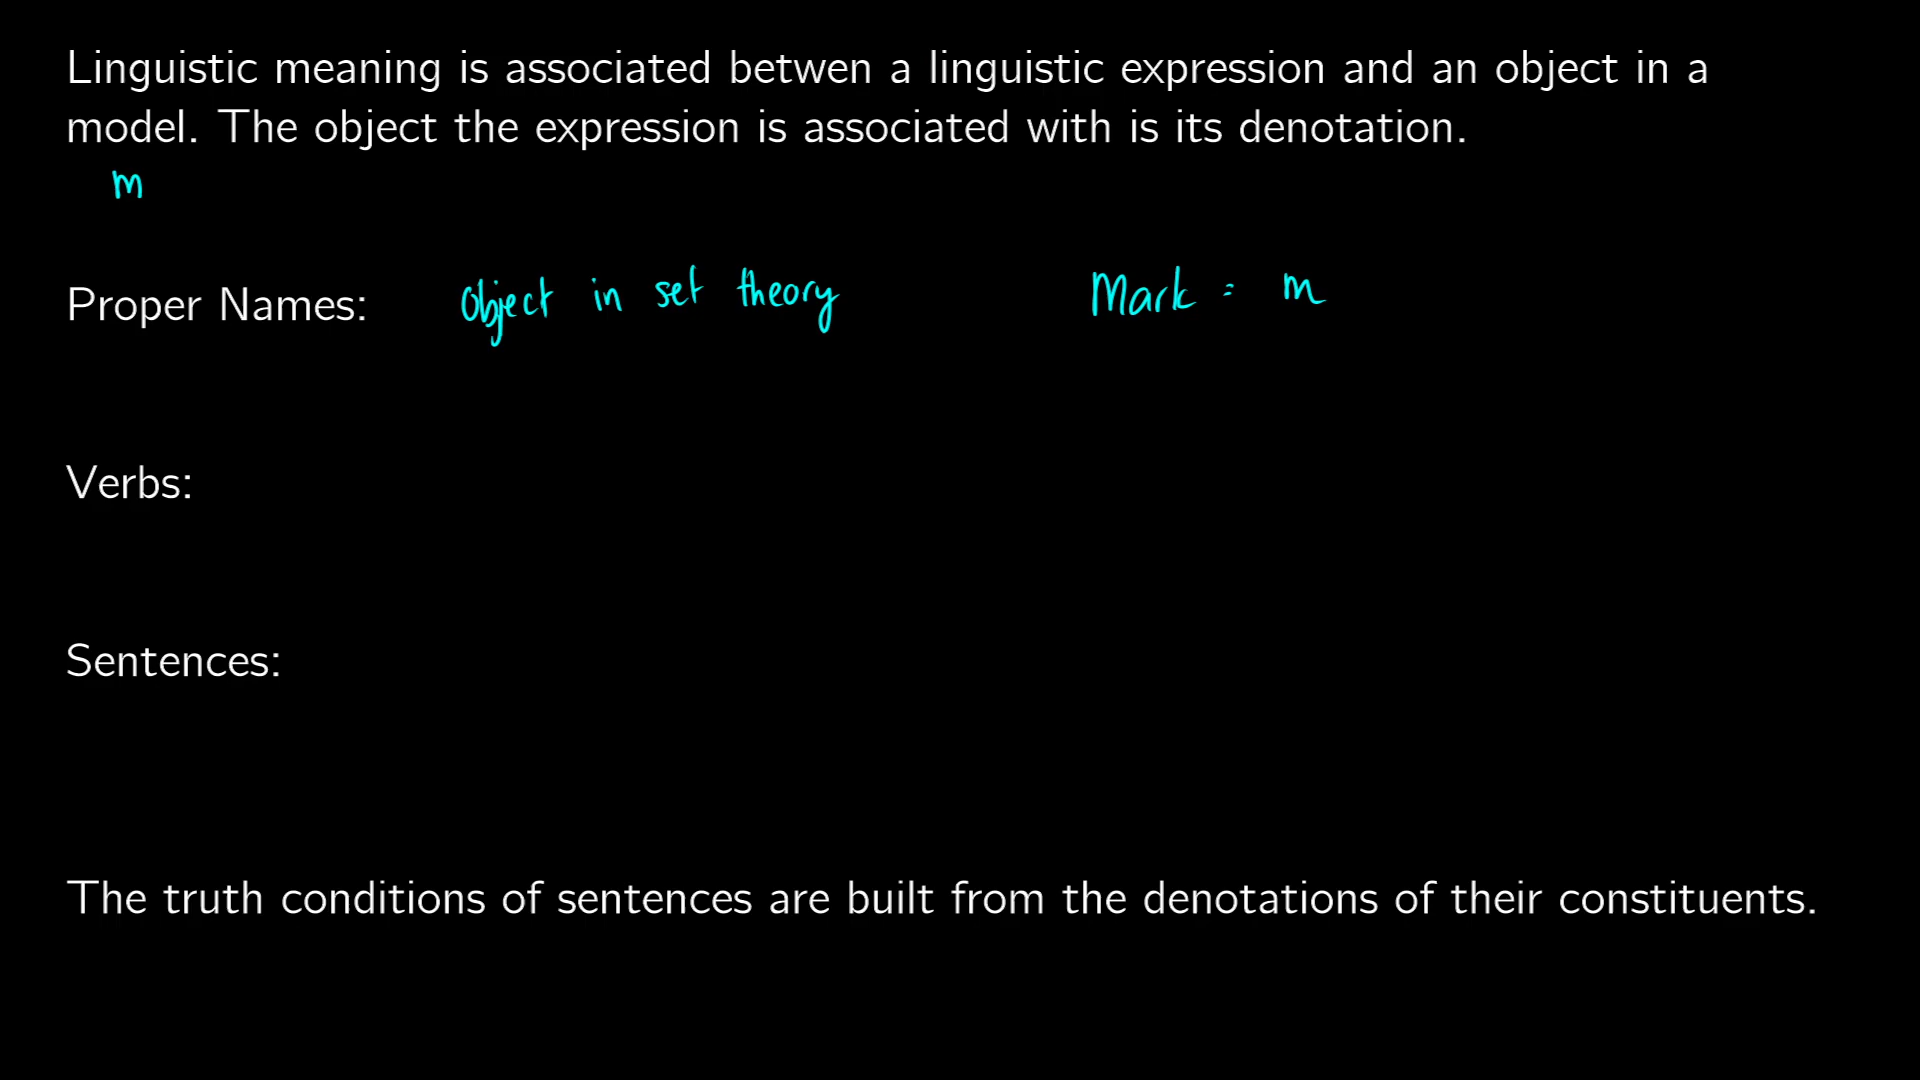 Linguistic meaning is associated betwen a linguistic expression and an object in a
model. The object the expression is associated with is its denotation.
m
Proper Names: Object in set theory Mark = m
Verbs:
Sentences:
The truth conditions of sentences are built from the denotations of their constituents.